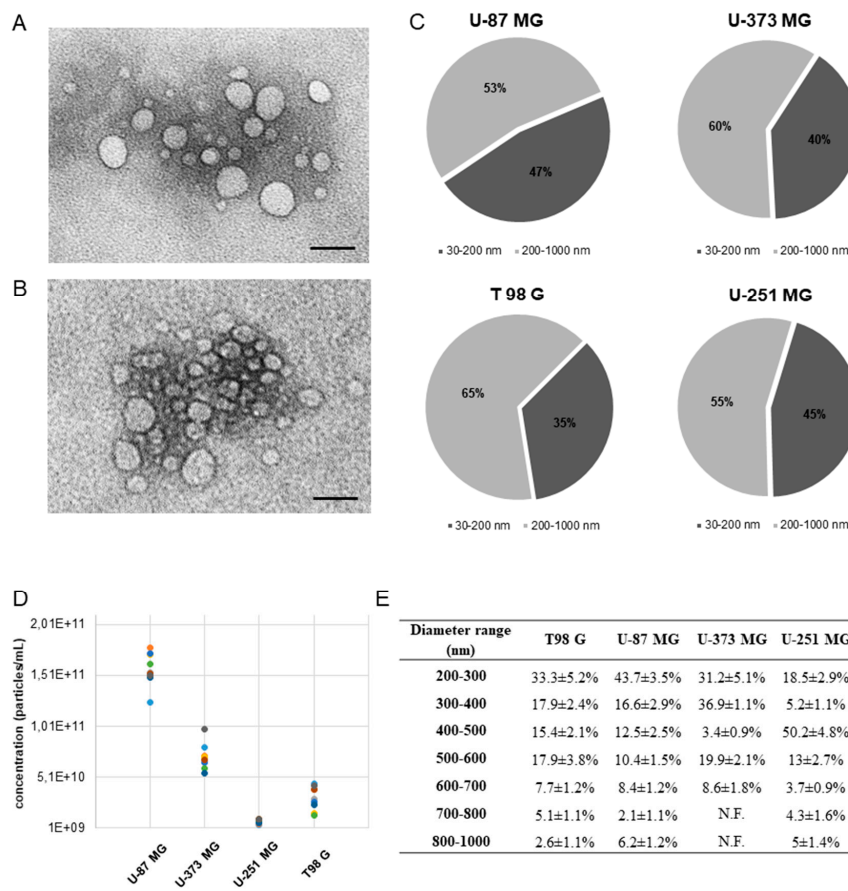 A
B
C
U-87 MG
53%
47%
30-200 nm 200-1000 nm
U-373 MG
60%
40%
30-200 nm 200-1000 nm
T 98 G
65%
35%
30-200 nm 200-1000 nm
U-251 MG
55%
45%
30-200 nm 200-1000 nm
D
concentration (particles/mL)
2,01E+11
1,51E+11
1,01E+11
5,1E+10
1E+09
U-87 MG
U-373 MG
U-251 MG
T98 G
E
Diameter range (nm) T98 G U-87 MG U-373 MG U-251 MG
200-300 33.3±5.2% 43.7±3.5% 31.2±5.1% 18.5±2.9%
300-400 17.9±2.4% 16.6±2.9% 36.9±1.1% 5.2±1.1%
400-500 15.4±2.1% 12.5±2.5% 3.4±0.9% 50.2±4.8%
500-600 17.9±3.8% 10.4±1.5% 19.9±2.1% 13±2.7%
600-700 7.7±1.2% 8.4±1.2% 8.6±1.8% 3.7±0.9%
700-800 5.1±1.1% 2.1±1.1% N.F. 4.3±1.6%
800-1000 2.6±1.1% 6.2±1.2% N.F. 5±1.4%